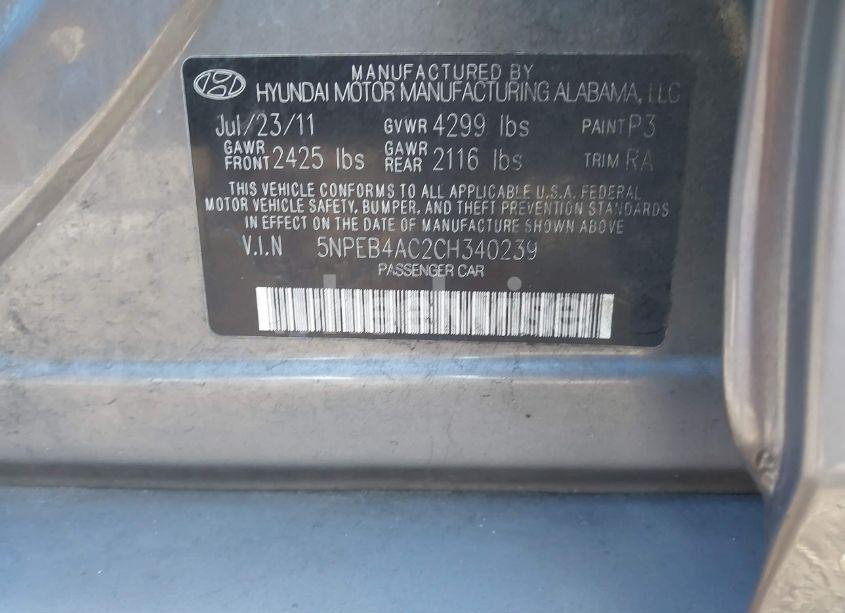 MANUFACTURED BY
HYUNDAI MOTOR MANUFACTURING ALABAMA, LLC
Jul/23/11 GVWR 4299 lbs PAINT P3
GAWR FRONT 2425 lbs GAWR REAR 2116 lbs TRIM RA
THIS VEHICLE CONFORMS TO ALL APPLICABLE U.S.A. FEDERAL
MOTOR VEHICLE SAFETY, BUMPER, AND THEFT PREVENTION STANDARDS
IN EFFECT ON THE DATE OF MANUFACTURE SHOWN ABOVE
V.I.N 5NPEB4AC2CH340239
PASSENGER CAR